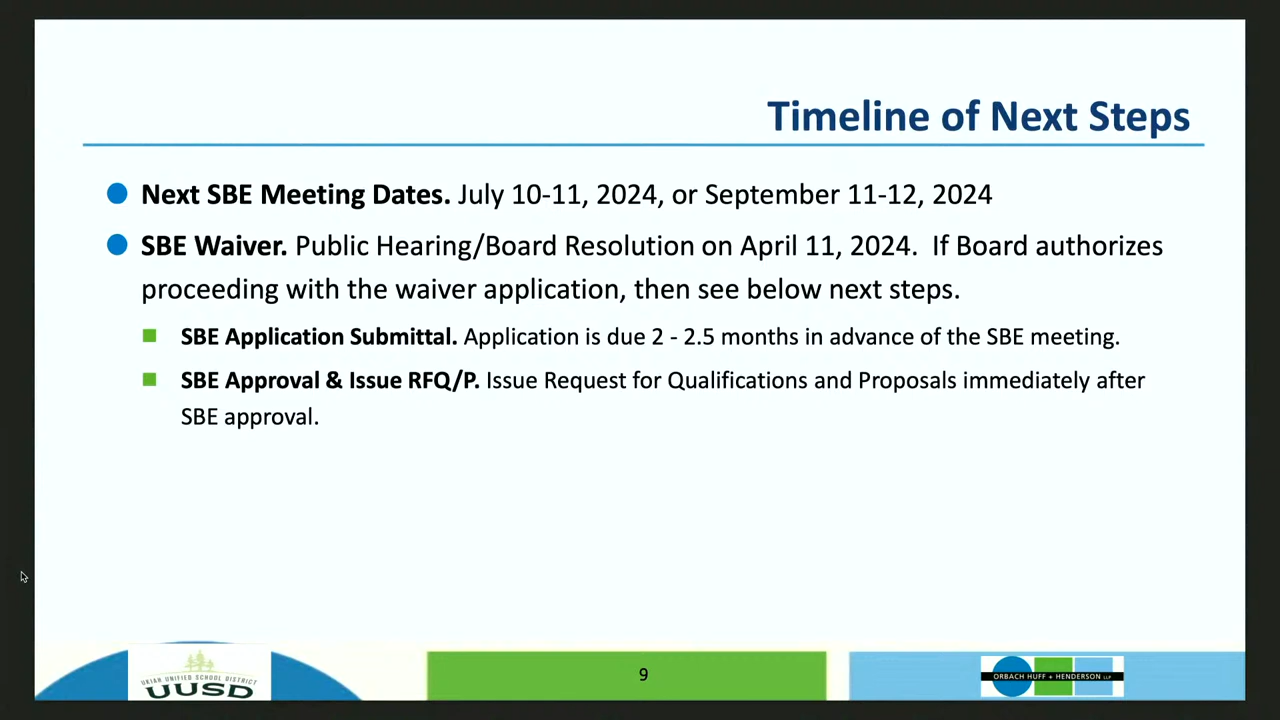 Timeline of Next Steps
Next SBE Meeting Dates. July 10-11, 2024, or September 11-12, 2024
SBE Waiver. Public Hearing/Board Resolution on April 11, 2024.  If Board authorizes
proceeding with the waiver application, then see below next steps.
SBE Application Submittal. Application is due 2 - 2.5 months in advance of the SBE meeting.
SBE Approval & Issue RFQ/P. Issue Request for Qualifications and Proposals immediately after
SBE approval.
UKIAH UNIFIED SCHOOL DISTRICT
UUSD
9
ORBACH HUFF + HENDERSON LLP